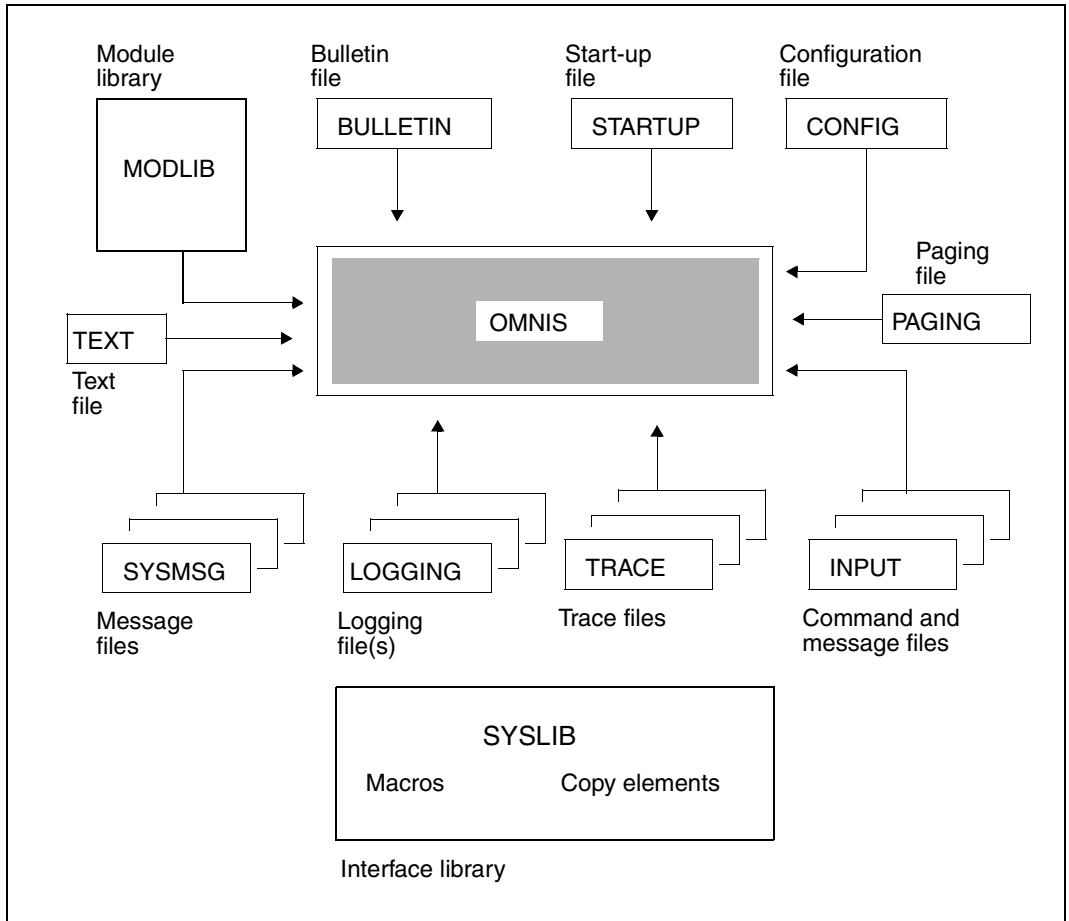 Module
library
Bulletin
file
Start-up
file
Configuration
file
MODLIB
BULLETIN
STARTUP
CONFIG
Paging
file
TEXT
OMNIS
PAGING
Text
file
SYSMSG
LOGGING
TRACE
INPUT
Message
files
Logging
file(s)
Trace files
Command and
message files
SYSLIB
Macros
Copy elements
Interface library